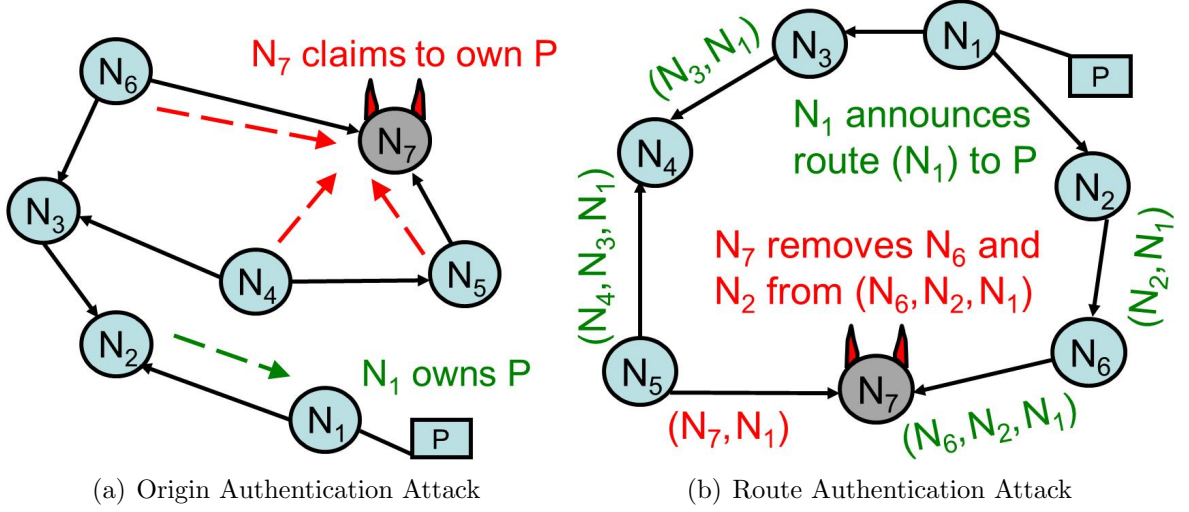 N6
N7 claims to own P
N7
N3
N4
N5
N2
N1 owns P
N1
P
(a) Origin Authentication Attack
N3
N1
(N3, N1)
P
N1 announces
route (N1) to P
N4
N2
(N4, N3, N1)
N7 removes N6 and
N2 from (N6, N2, N1)
(N2, N1)
N5
N7
N6
(N7, N1)
(N6, N2, N1)
(b) Route Authentication Attack